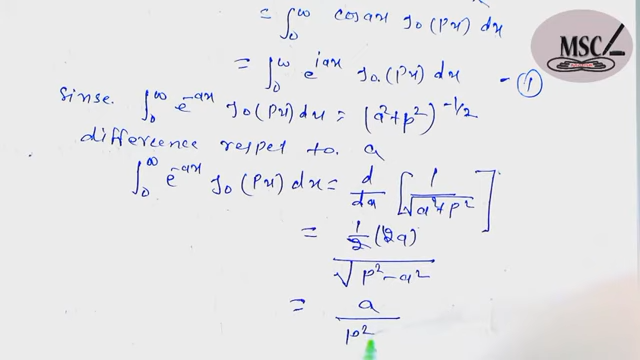 = ∫₀^∞ cosax J₀(Px) dx
MSC
= ∫₀^∞ e^{iax} J₀(Px) dx - ①
Sinse. ∫₀^∞ e^{-ax} J₀(Px) dx = (a²+p²)^{-1/2}
difference respet to. a
∫₀^∞ e^{-ax} J₀(Px) dx = d/da [1/√(a²+p²)]
= ½(2a)/√(p²-a²)
= a/p²